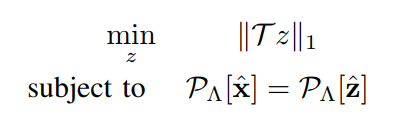 min ‖𝒯z‖₁
z
subject to 𝒫_Λ[x̂] = 𝒫_Λ[ẑ]